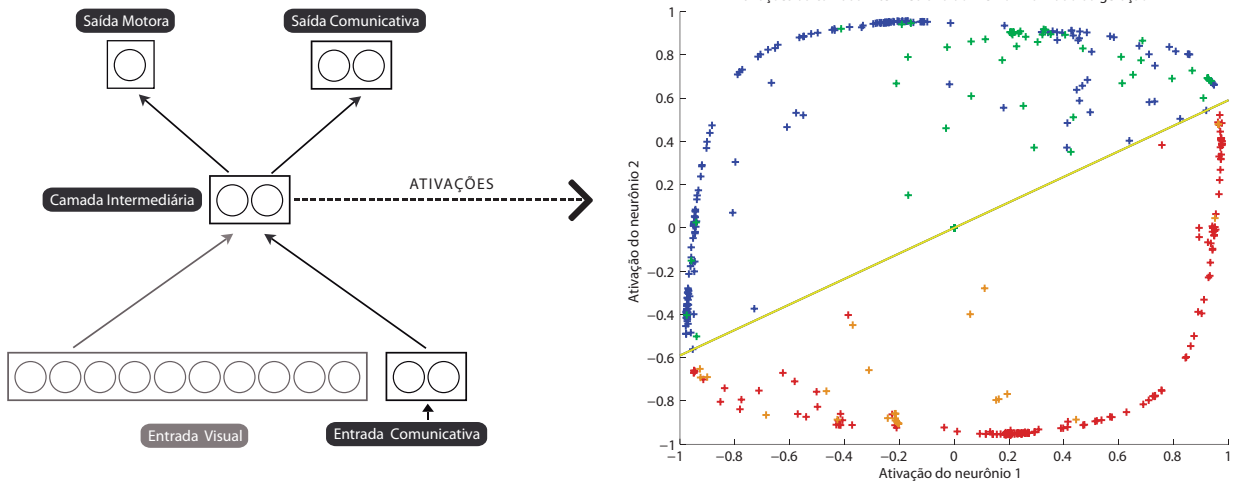 Saída Motora
Saída Comunicativa
Camada Intermediária
ATIVAÇÕES
Entrada Visual
Entrada Comunicativa
Ativação do neurônio 2
1
0.8
0.6
0.4
0.2
0
−0.2
−0.4
−0.6
−0.8
−1
−1
−0.8
−0.6
−0.4
−0.2
0
0.2
0.4
0.6
0.8
1
Ativação do neurônio 1